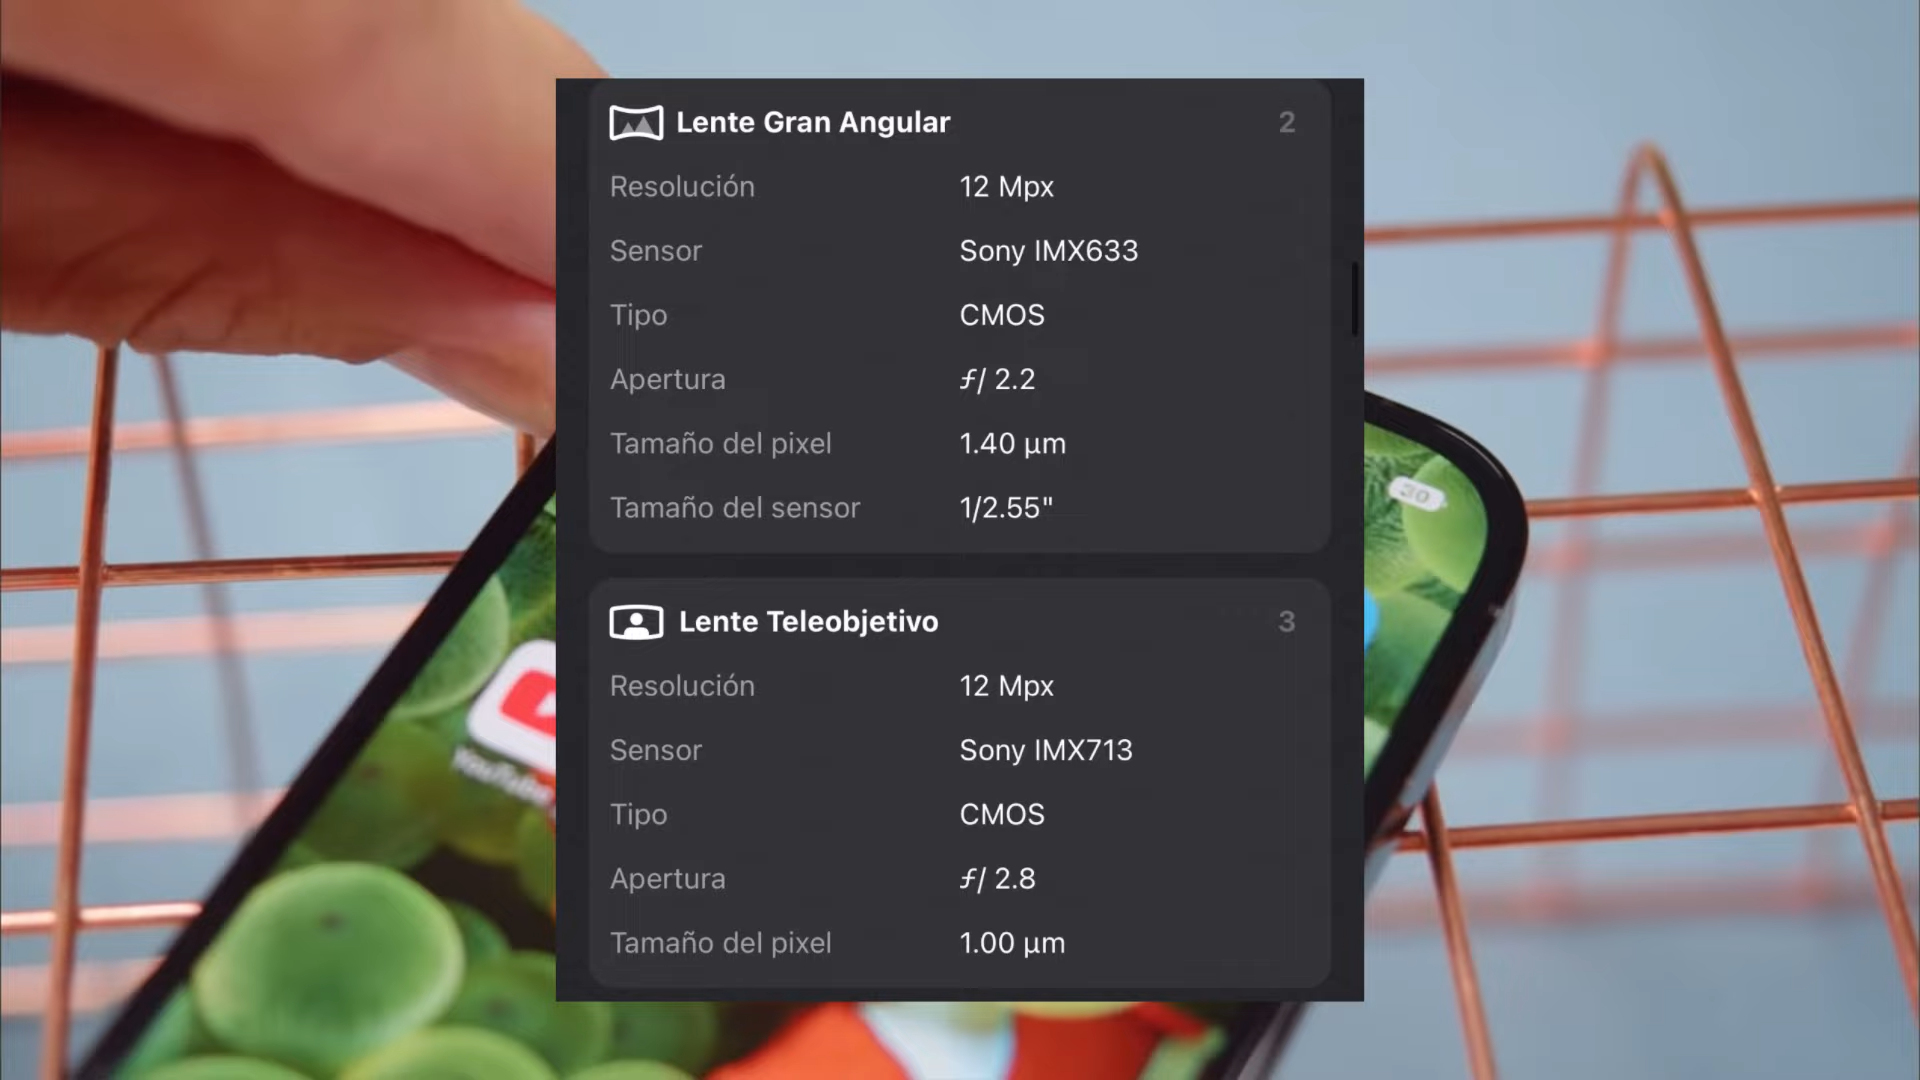 Lente Gran Angular 2
Resolución 12 Mpx
Sensor Sony IMX633
Tipo CMOS
Apertura ƒ/ 2.2
Tamaño del pixel 1.40 µm
Tamaño del sensor 1/2.55"
Lente Teleobjetivo 3
Resolución 12 Mpx
Sensor Sony IMX713
Tipo CMOS
Apertura ƒ/ 2.8
Tamaño del pixel 1.00 µm
30
YouTube